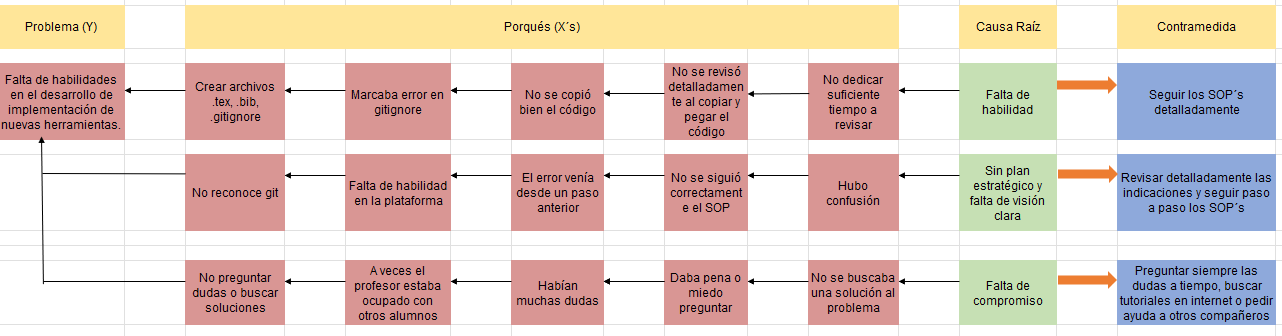 Problema (Y)
Porqués (X´s)
Causa Raíz
Contramedida
Falta de habilidades
en el desarrollo de
implementación de
nuevas herramientas.
Crear archivos
.tex, .bib,
.gitignore
Marcaba error en
gitignore
No se copió
bien el código
No se revisó
detalladame
nte al copiar y
pegar el
código
No dedicar
suficiente
tiempo a
revisar
Falta de
habilidad
Seguir los SOP´s
detalladamente
No reconoce git
Falta de habilidad
en la plataforma
El error venía
desde un paso
anterior
No se siguió
correctament
e el SOP
Hubo
confusión
Sin plan
estratégico y
falta de visión
clara
Revisar detalladamente las
indicaciones y seguir paso
a paso los SOP´s
No preguntar
dudas o buscar
soluciones
A veces el
profesor estaba
ocupado con
otros alumnos
Habían
muchas dudas
Daba pena o
miedo
preguntar
No se buscaba
una solución al
problema
Falta de
compromiso
Preguntar siempre las
dudas a tiempo, buscar
tutoriales en internet o pedir
ayuda a otros compañeros